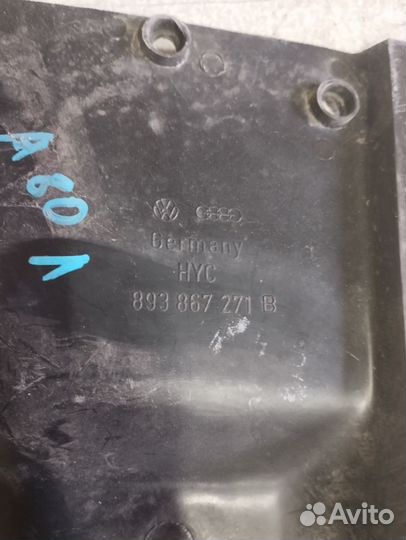 A80 Л
Germany
HYC
893 867 271 B
Avito